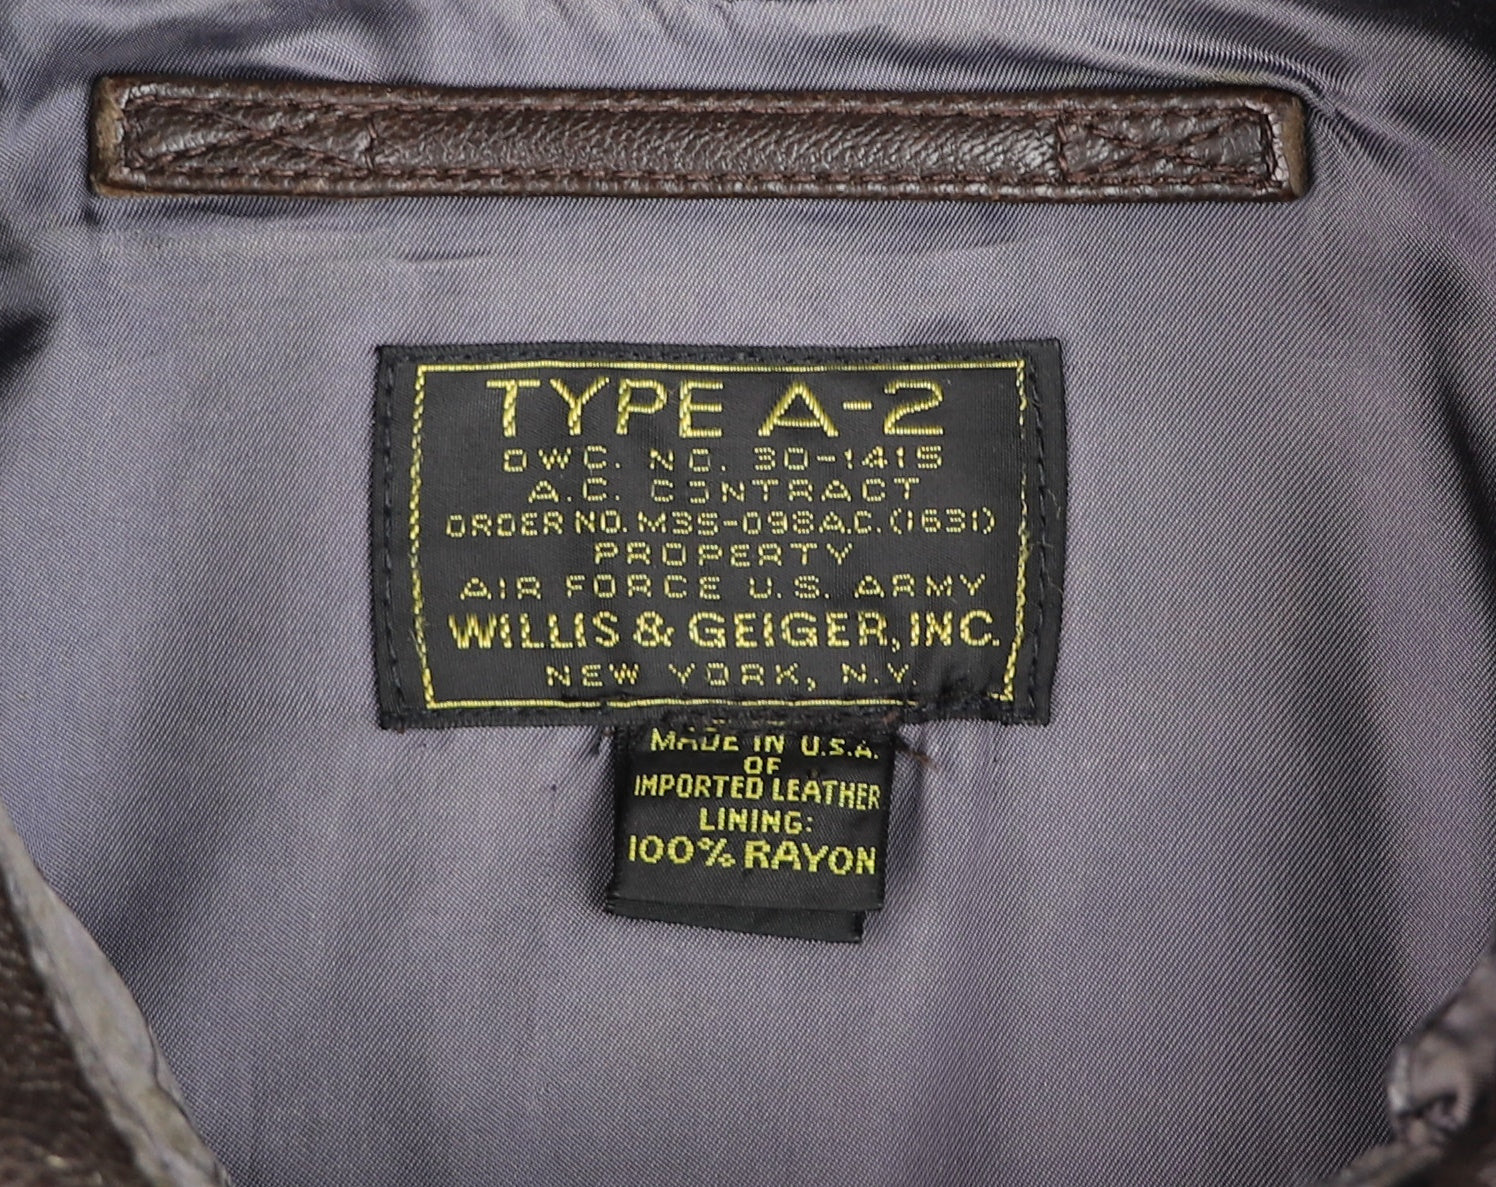 TYPE A-2
DWG. NO. 30-1415
A.C. CONTRACT
ORDER NO. M3S-098A.C.(1631)
PROPERTY
AIR FORCE U.S. ARMY
WILLIS & GEIGER, INC.
NEW YORK, N.Y.
MADE IN U.S.A.
OF
IMPORTED LEATHER
LINING:
100% RAYON